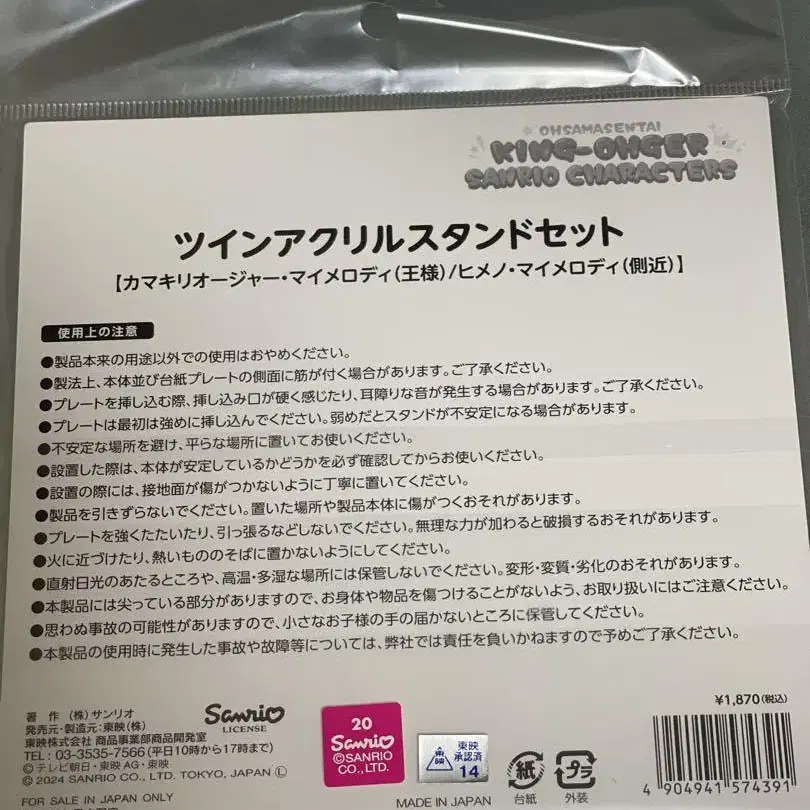 OHSAMASENTAI
KING-OHGER
SANRIO CHARACTERS
ツインアクリルスタンドセット
【カマキリオージャー・マイメロディ(王様)/ヒメノ・マイメロディ(側近)】
使用上の注意
●製品本来の用途以外での使用はおやめください。
●製法上、本体並び台紙プレートの側面に筋が付く場合があります。ご了承ください。
●プレートを挿し込む際、挿し込み口が硬く感じたり、耳障りな音が発生する場合があります。ご了承ください。
●プレートは最初は強めに挿し込んでください。弱めだとスタンドが不安定になる場合があります。
●不安定な場所を避け、平らな場所に置いてお使いください。
●設置した際は、本体が安定しているかどうかを必ず確認してからお使いください。
●設置の際には、接地面が傷がつかないように丁寧に置いてください。
●製品を引きずらないでください。置いた場所や製品本体に傷がつくおそれがあります。
●プレートを強くたたいたり、引っ張るなどしないでください。無理な力が加わると破損するおそれがあります。
●火に近づけたり、熱いもののそばに置かないようにしてください。
●直射日光のあたるところや、高温・多湿な場所には保管しないでください。変形・変質・劣化のおそれがあります。
●本製品には尖っている部分がありますので、お身体や物品を傷つけることがないよう、お取り扱いにはご注意ください。
●思わぬ事故の可能性がありますので、小さなお子様の手の届かないところに保管してください。
●本製品の使用時に発生した事故や故障等については、弊社では責任を負いかねますので予めご了承ください。
著 作 (株)サンリオ
発売元・製造元:東映(株)
東映株式会社 商品事業部商品開発室
TEL:03-3535-7566(平日10時から17時まで)
©テレビ朝日・東映AG・東映
© 2024 SANRIO CO., LTD. TOKYO, JAPAN Ⓛ
FOR SALE IN JAPAN ONLY
Sanrio
LICENSE
20
Sanrio
©SANRIO
CO.,LTD.
東映
東映
承認済
14
MADE IN JAPAN
紙
台紙
プラ
外装
¥1,870(税込)
4 904941 574391